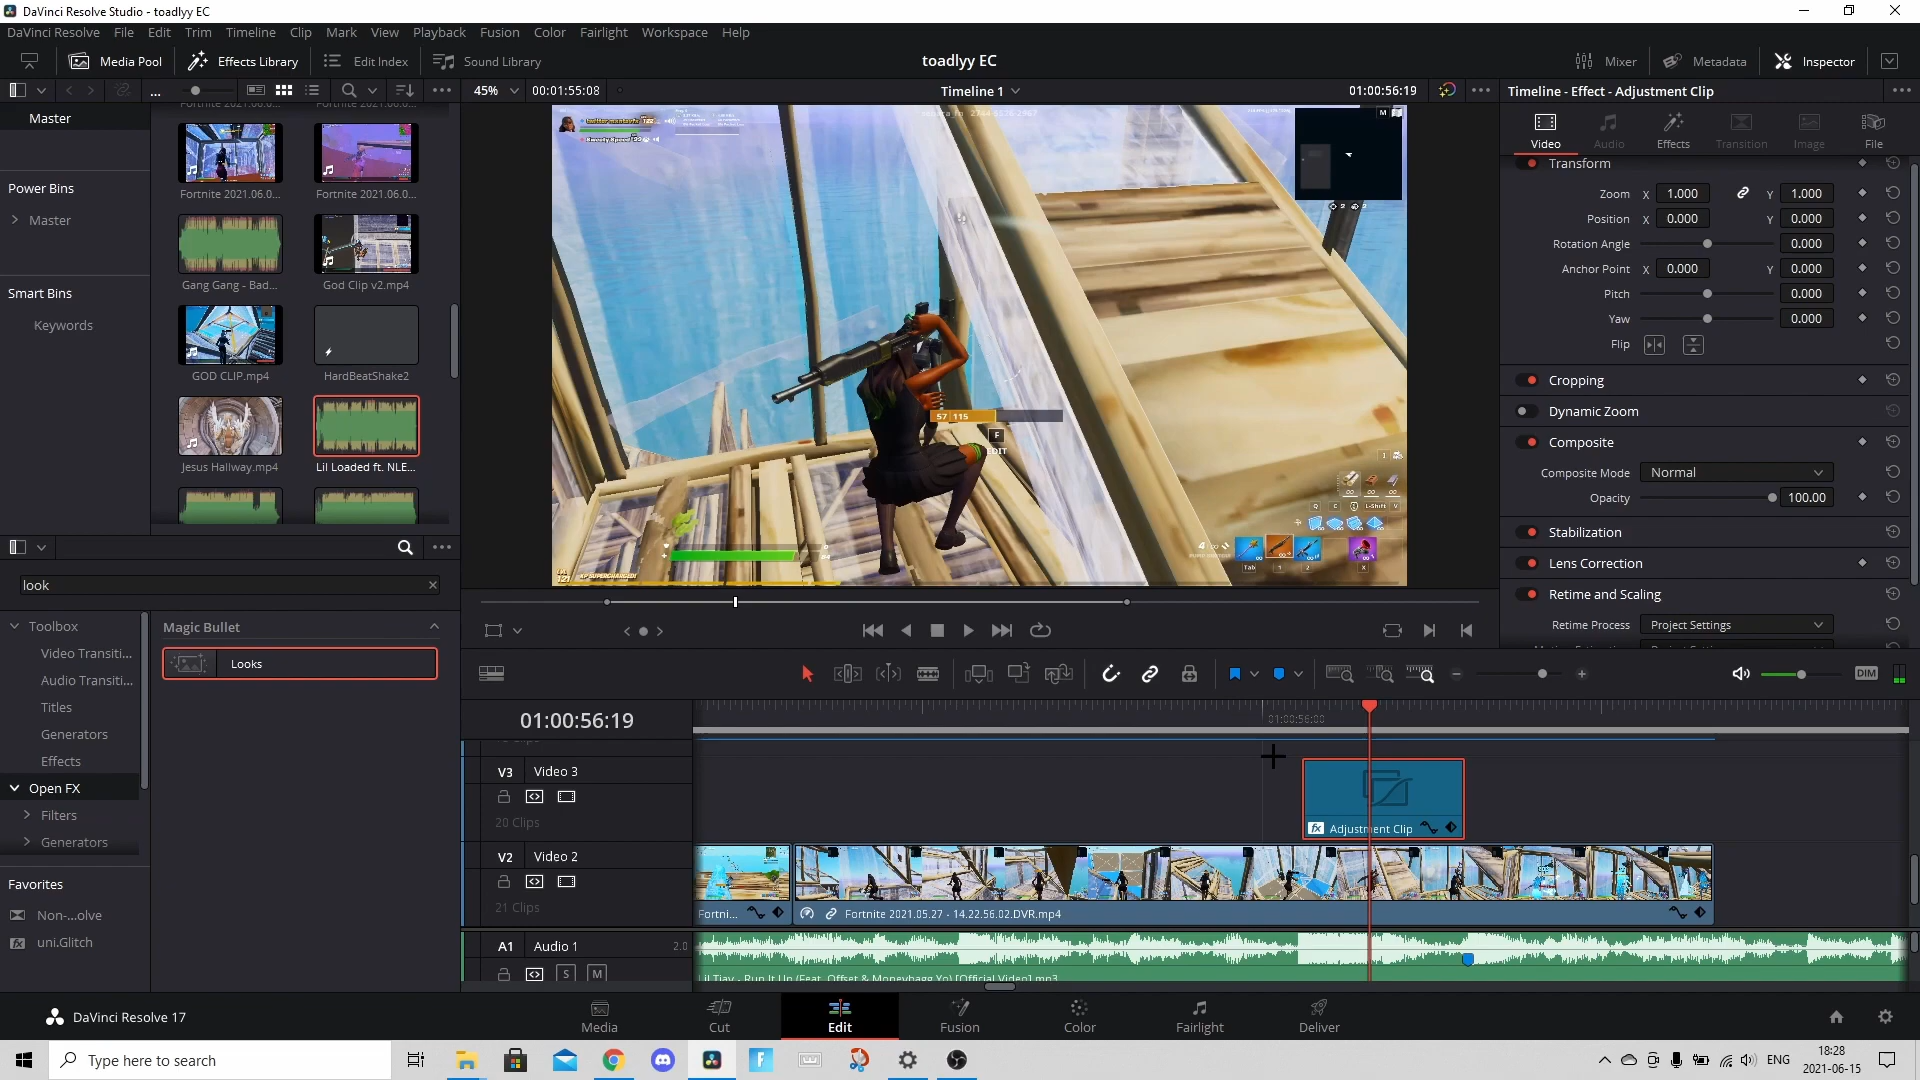 DaVinci Resolve Studio - toadlyy EC
DaVinci Resolve File Edit Trim Timeline Clip Mark View Playback Fusion Color Fairlight Workspace Help
Media Pool Effects Library Edit Index Sound Library toadlyy EC Mixer Metadata Inspector
... 45% 00:01:55:08 Timeline 1 01:00:56:19 Timeline - Effect - Adjustment Clip
Master
Power Bins
Master
Smart Bins
Keywords
Fortnite 2021.06.0... Fortnite 2021.06.0...
Gang Gang - Bad... God Clip v2.mp4
GOD CLIP.mp4 HardBeatShake2
Jesus Hallway.mp4 Lil Loaded ft. NLE...
57 115
F
EDIT
M
Q C L-Shift V
Tab 1 2 X
121 XP SUPERCHARGED!
Video Audio Effects Transition Image File
Transform
Zoom X 1.000 Y 1.000
Position X 0.000 Y 0.000
Rotation Angle 0.000
Anchor Point X 0.000 Y 0.000
Pitch 0.000
Yaw 0.000
Flip
Cropping
Dynamic Zoom
Composite
Composite Mode Normal
Opacity 100.00
Stabilization
Lens Correction
Retime and Scaling
Retime Process Project Settings
look
Toolbox
Video Transiti...
Audio Transiti...
Titles
Generators
Effects
Open FX
Filters
Generators
Favorites
Non-...olve
uni.Glitch
Magic Bullet
Looks
DIM
01:00:56:19
01:00:56:00
V3 Video 3
20 Clips
fx Adjustment Clip
V2 Video 2
21 Clips
Fortni... Fortnite 2021.05.27 - 14.22.56.02.DVR.mp4
A1 Audio 1 2.0
S M
Lil Tjay - Run It Up (Feat. Offset & Moneybagg Yo) [Official Video].mp3
DaVinci Resolve 17
Media Cut Edit Fusion Color Fairlight Deliver
Type here to search
ENG
18:28
2021-06-15